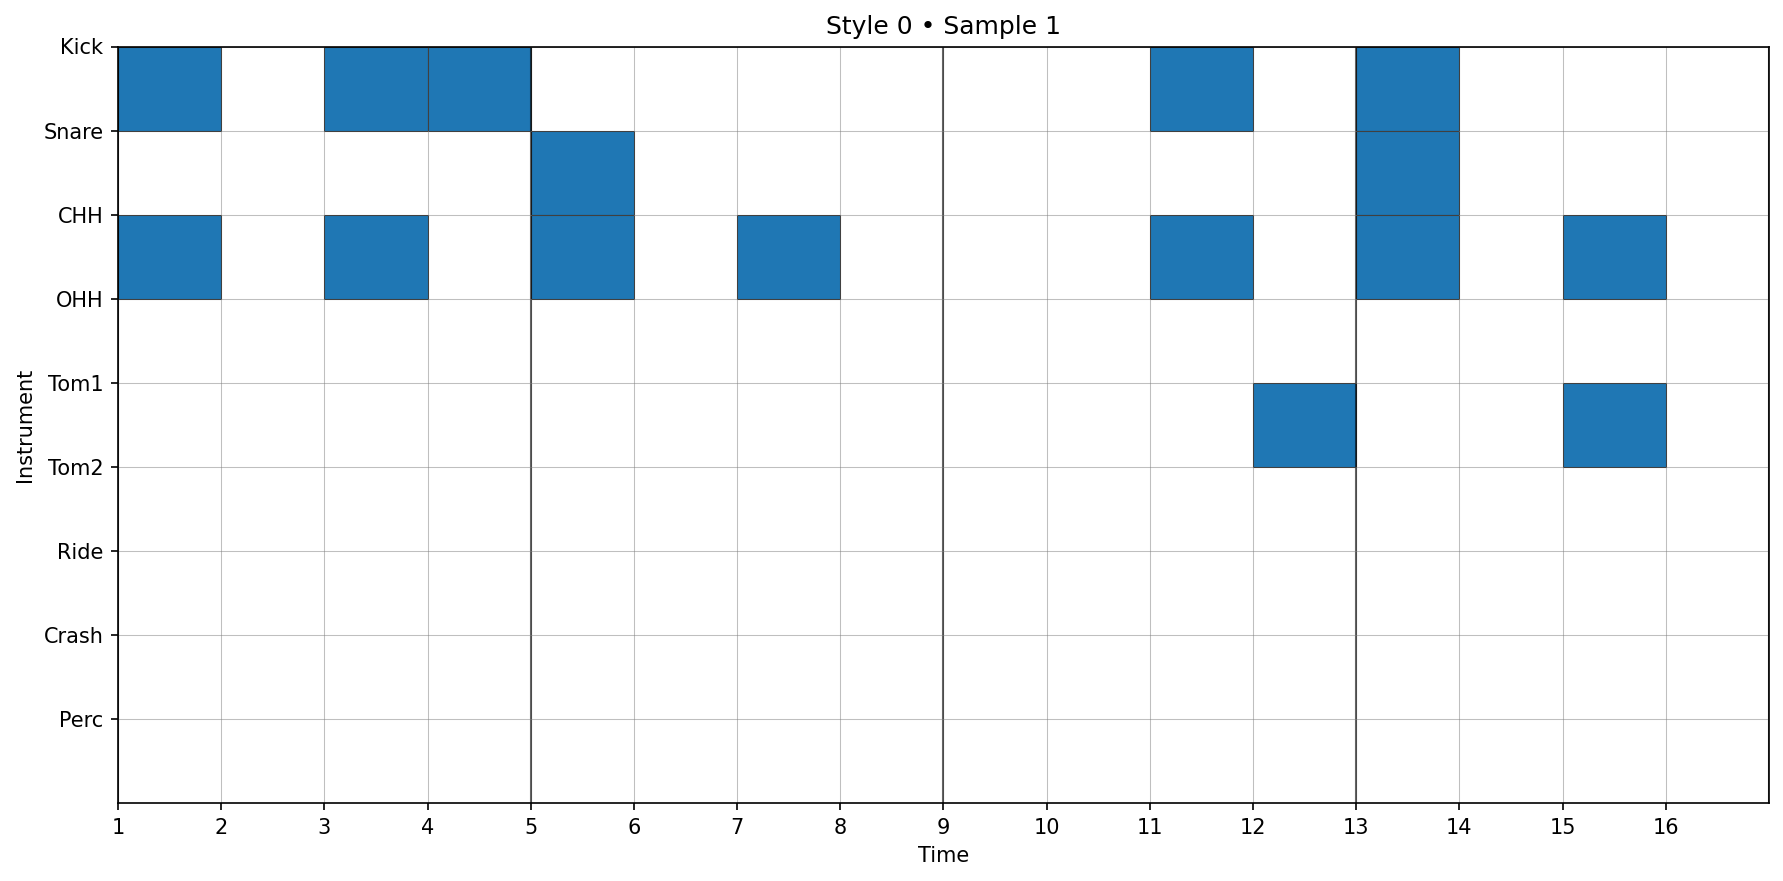 Style 0 • Sample 1
Kick
Snare
CHH
OHH
Tom1
Tom2
Ride
Crash
Perc
Instrument
1 2 3 4 5 6 7 8 9 10 11 12 13 14 15 16
Time